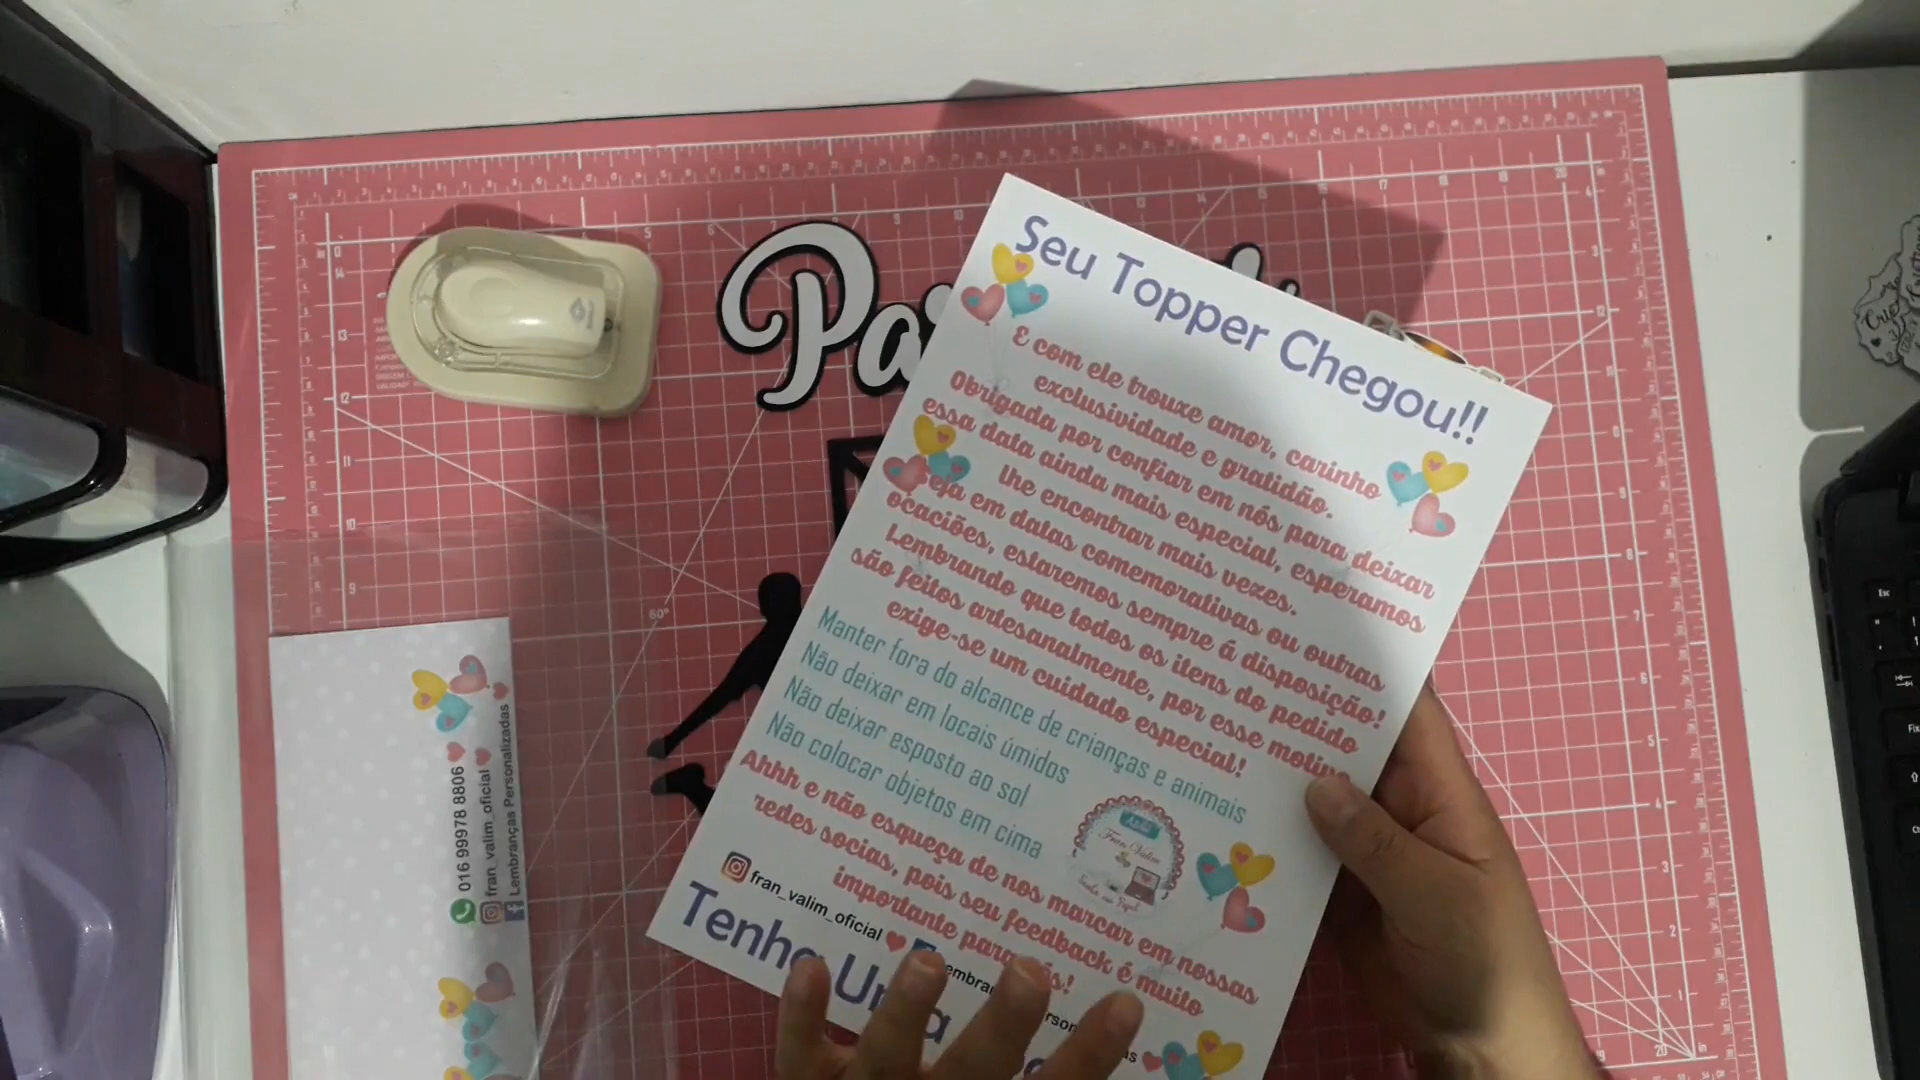 Seu Topper Chegou!!
E com ele trouxe amor, carinho
exclusividade e gratidão.
Obrigada por confiar em nós para deixar
essa data ainda mais especial, esperamos
lhe encontrar mais vezes.
em datas comemorativas ou outras
ocaciões, estaremos sempre á disposição!
Lembrando que todos os itens do pedido
são feitos artesanalmente, por esse motivo
exige-se um cuidado especial!
Manter fora do alcance de crianças e animais
Não deixar em locais úmidos
Não deixar esposto ao sol
Não colocar objetos em cima
Ahhh e não esqueça de nos marcar em nossas
redes socias, pois seu feedback é muito
importante
fran_valim_oficial
Tenha
016 99978 8806
fran_valim_oficial
Lembranças Personalizadas
60°
Esc